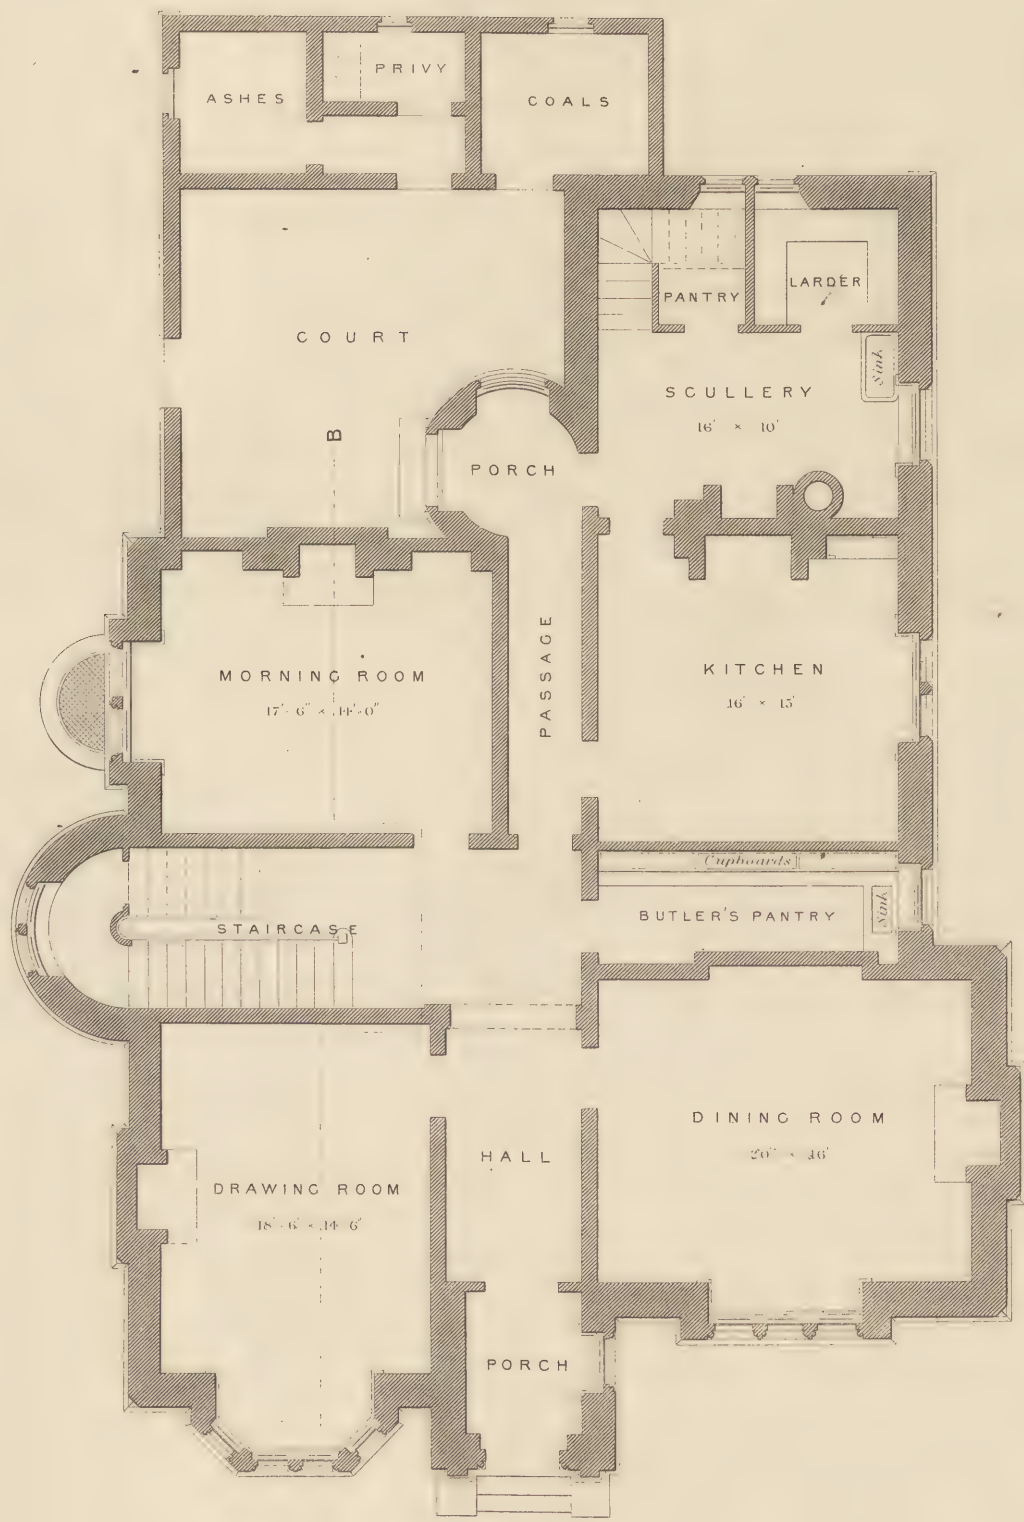 PRIVY
ASHES
COALS
COURT
PANTRY
LARDER
Sink
SCULLERY
16' × 10'
B
PORCH
PASSAGE
MORNING ROOM
17'-6" × 14'-0"
KITCHEN
16' × 15'
Cupboards
STAIRCASE
BUTLER'S PANTRY
Sink
DINING ROOM
20' × 16'
HALL
DRAWING ROOM
18'-6" × 14'-6"
PORCH